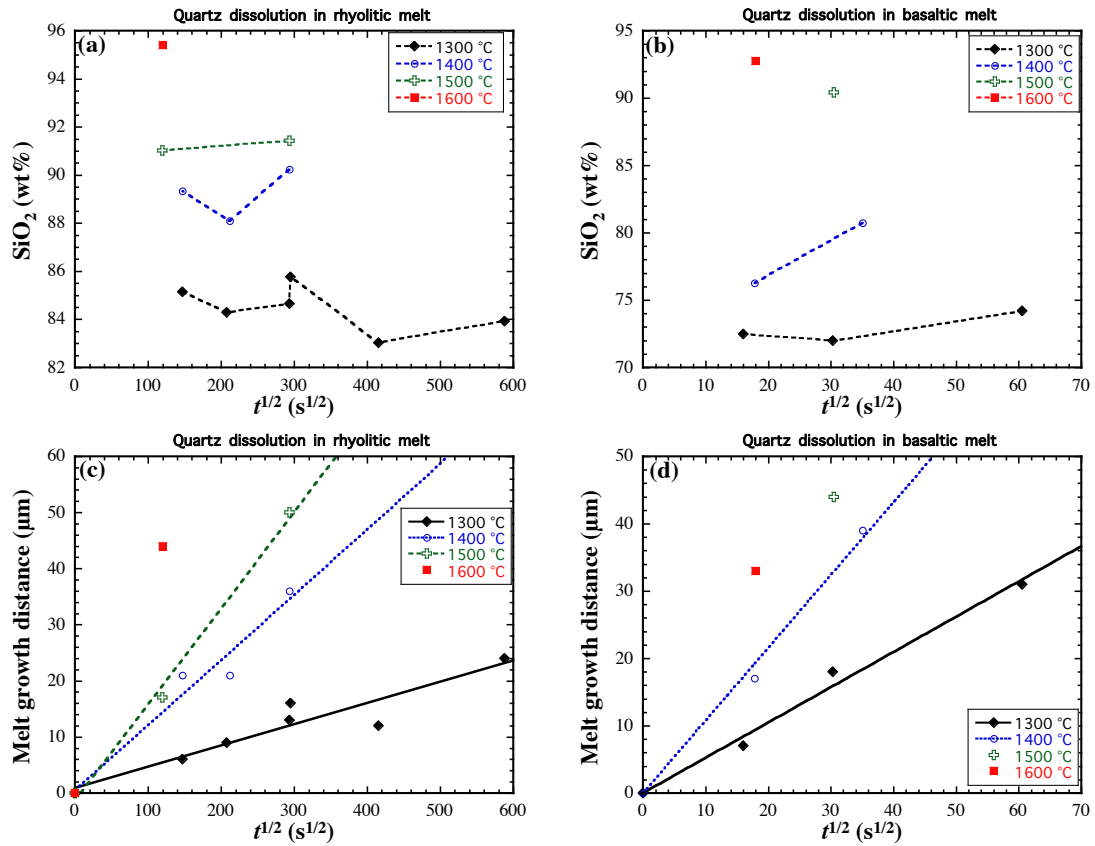 Quartz dissolution in rhyolitic melt
(a)
96
94
92
90
88
86
84
82
SiO2 (wt%)
1300 °C
1400 °C
1500 °C
1600 °C
0 100 200 300 400 500 600
t1/2 (s1/2)
Quartz dissolution in basaltic melt
(b)
95
90
85
80
75
70
SiO2 (wt%)
1300 °C
1400 °C
1500 °C
1600 °C
0 10 20 30 40 50 60 70
t1/2 (s1/2)
Quartz dissolution in rhyolitic melt
(c)
60
50
40
30
20
10
0
Melt growth distance (µm)
1300 °C
1400 °C
1500 °C
1600 °C
0 100 200 300 400 500 600
t1/2 (s1/2)
Quartz dissolution in basaltic melt
(d)
50
40
30
20
10
0
Melt growth distance (µm)
1300 °C
1400 °C
1500 °C
1600 °C
0 10 20 30 40 50 60 70
t1/2 (s1/2)